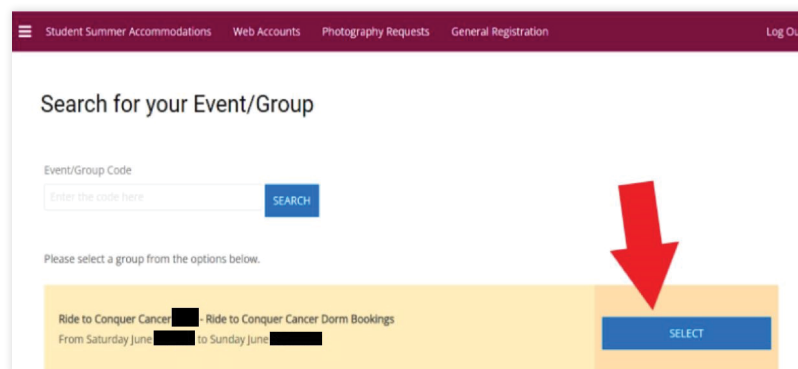 Student Summer Accommodations Web Accounts Photography Requests General Registration Log Ou
Search for your Event/Group
Event/Group Code
Enter the code here SEARCH
Please select a group from the options below.
Ride to Conquer Cancer - Ride to Conquer Cancer Dorm Bookings
From Saturday June to Sunday June
SELECT